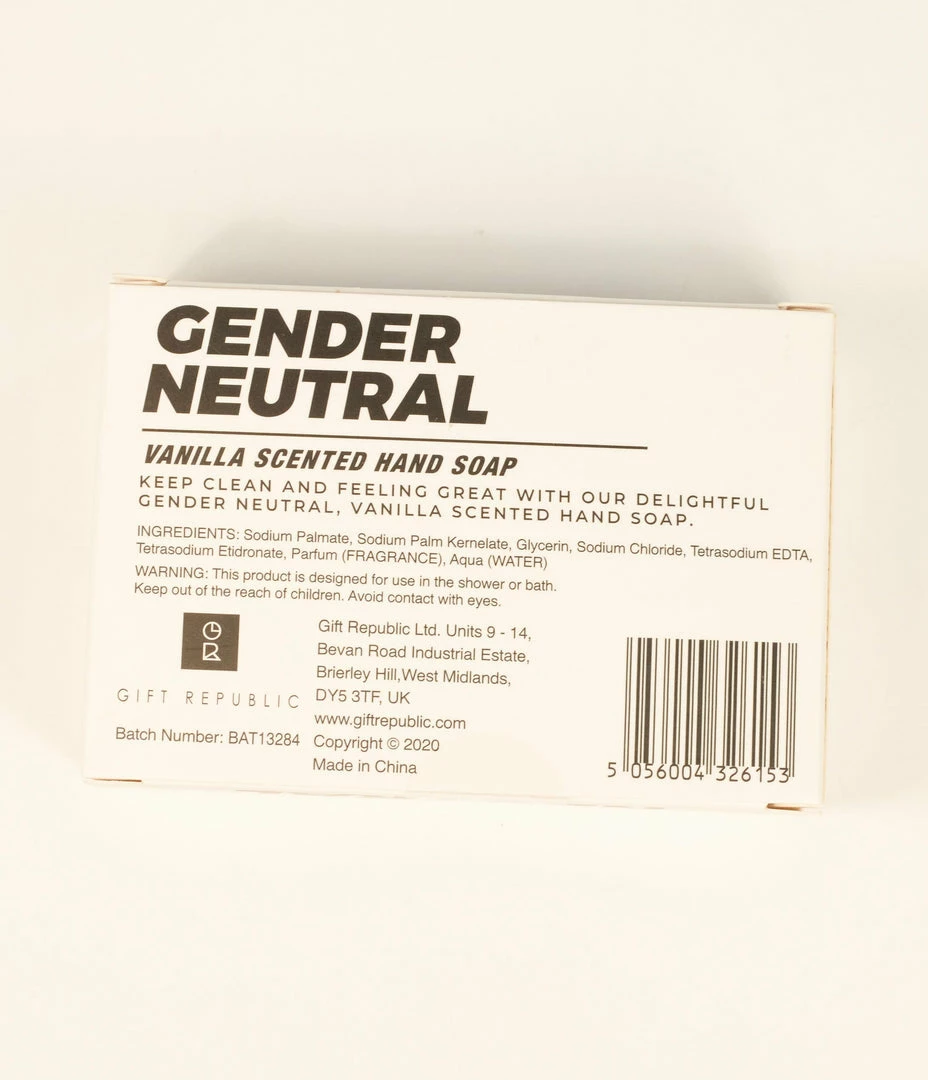 GENDER
NEUTRAL
VANILLA SCENTED HAND SOAP
KEEP CLEAN AND FEELING GREAT WITH OUR DELIGHTFUL
GENDER NEUTRAL, VANILLA SCENTED HAND SOAP.
INGREDIENTS: Sodium Palmate, Sodium Palm Kernelate, Glycerin, Sodium Chloride, Tetrasodium EDTA,
Tetrasodium Etidronate, Parfum (FRAGRANCE), Aqua (WATER)
WARNING: This product is designed for use in the shower or bath.
Keep out of the reach of children. Avoid contact with eyes.
GIFT REPUBLIC
Batch Number: BAT13284
Gift Republic Ltd. Units 9 - 14,
Bevan Road Industrial Estate,
Brierley Hill,West Midlands,
DY5 3TF, UK
www.giftrepublic.com
Copyright © 2020
Made in China
5 056004 326153